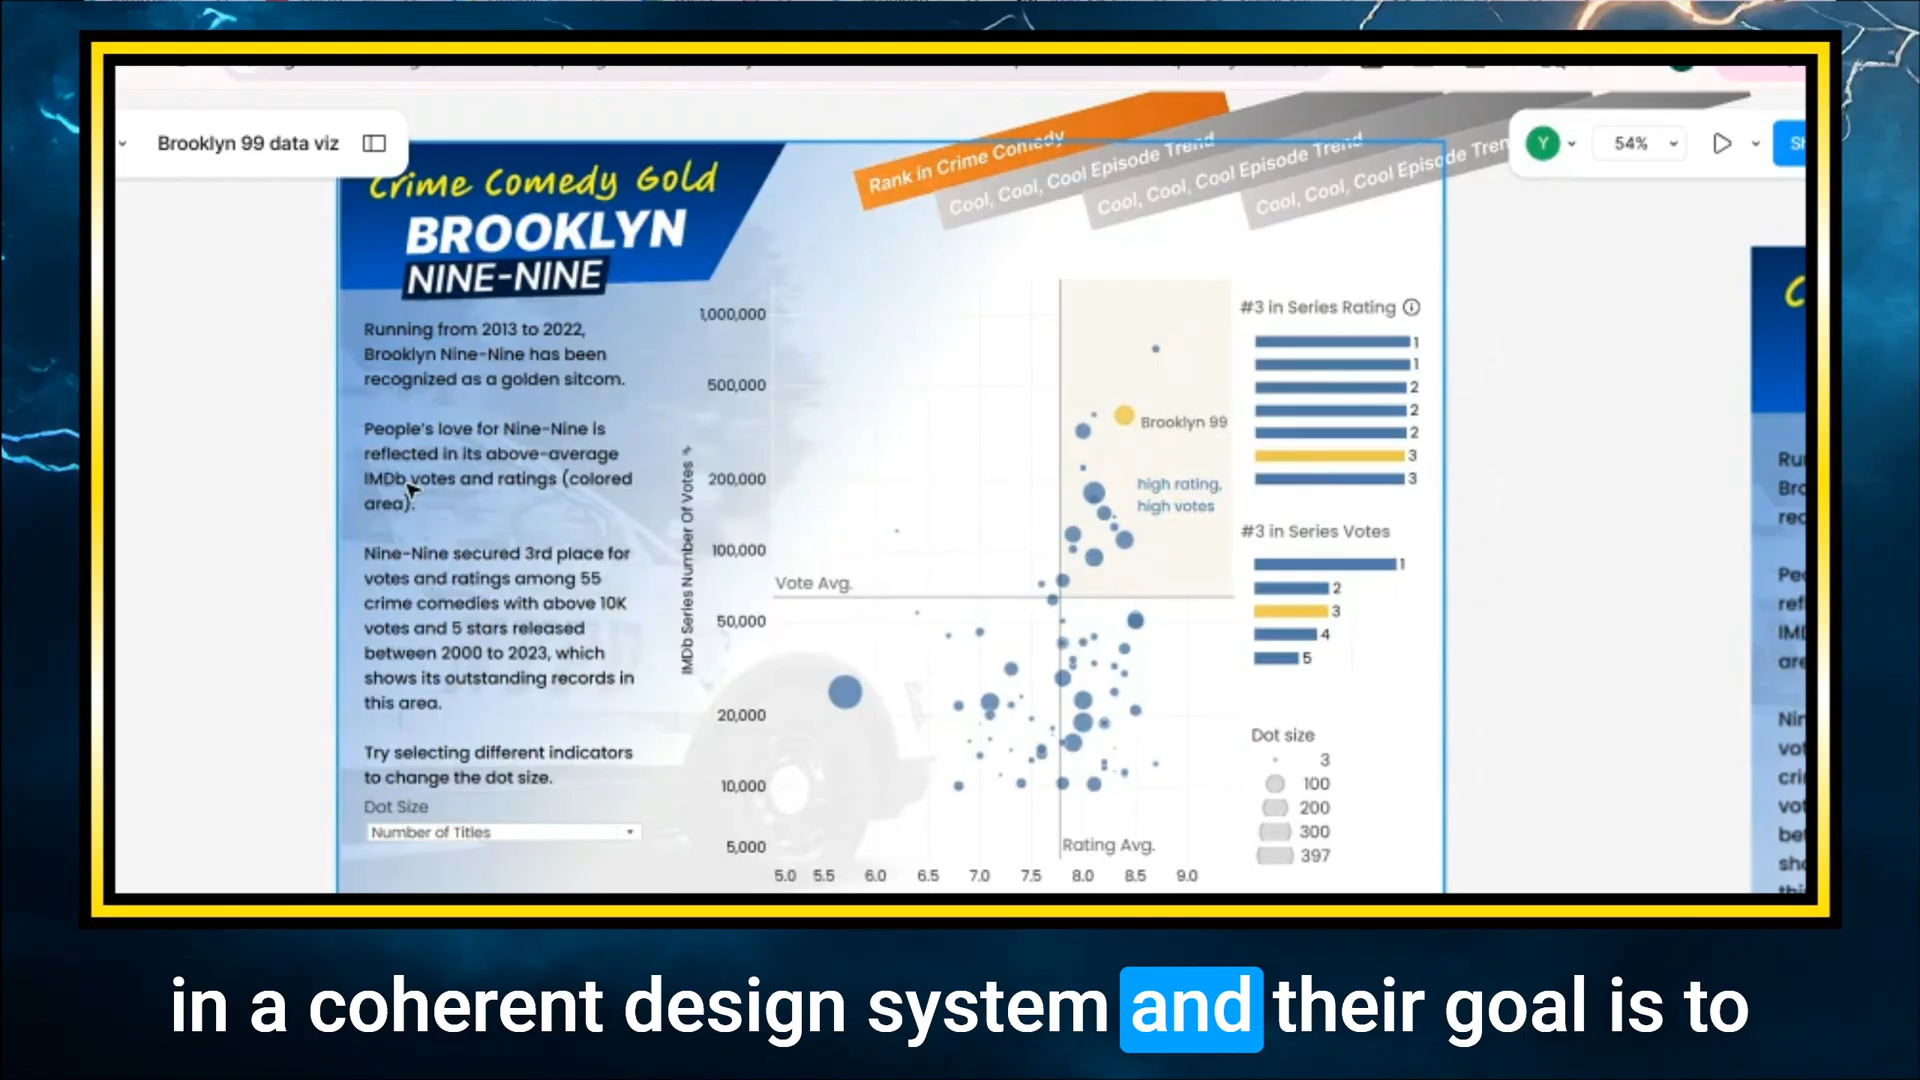 Brooklyn 99 data viz
Y
54%
Sh
Crime Comedy Gold
BROOKLYN
NINE-NINE
Rank in Crime Comedy
Cool, Cool, Cool Episode Trend
Cool, Cool, Cool Episode Trend
Cool, Cool, Cool Episode Tren
Running from 2013 to 2022,
Brooklyn Nine-Nine has been
recognized as a golden sitcom.
People's love for Nine-Nine is
reflected in its above-average
IMDb votes and ratings (colored
area).
Nine-Nine secured 3rd place for
votes and ratings among 55
crime comedies with above 10K
votes and 5 stars released
between 2000 to 2023, which
shows its outstanding records in
this area.
Try selecting different indicators
to change the dot size.
Dot Size
Number of Titles
IMDb Series Number Of Votes
1,000,000
500,000
200,000
100,000
50,000
20,000
10,000
5,000
5.0 5.5 6.0 6.5 7.0 7.5 8.0 8.5 9.0
Vote Avg.
Rating Avg.
Brooklyn 99
high rating,
high votes
#3 in Series Rating
1
1
2
2
2
3
3
#3 in Series Votes
1
2
3
4
5
Dot size
3
100
200
300
397
in a coherent design system and their goal is to